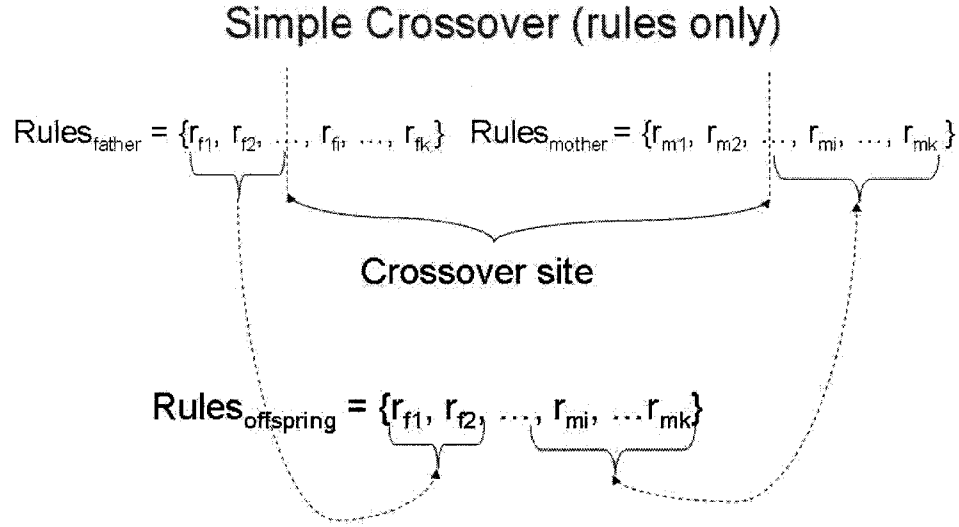 Simple Crossover (rules only)
Rules_father = {r_f1, r_f2, ..., r_fi, ..., r_fk} Rules_mother = {r_m1, r_m2, ..., r_mi, ..., r_mk }
Crossover site
Rules_offspring = {r_f1, r_f2, ..., r_mi, ...r_mk}